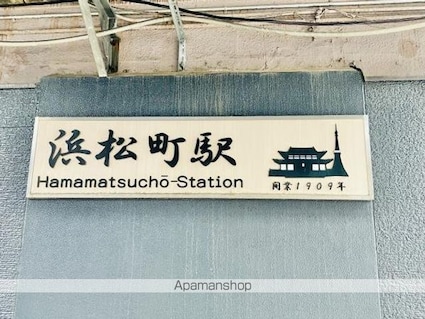 浜松町駅
Hamamatsuchō-Station
開業1909年
Apamanshop